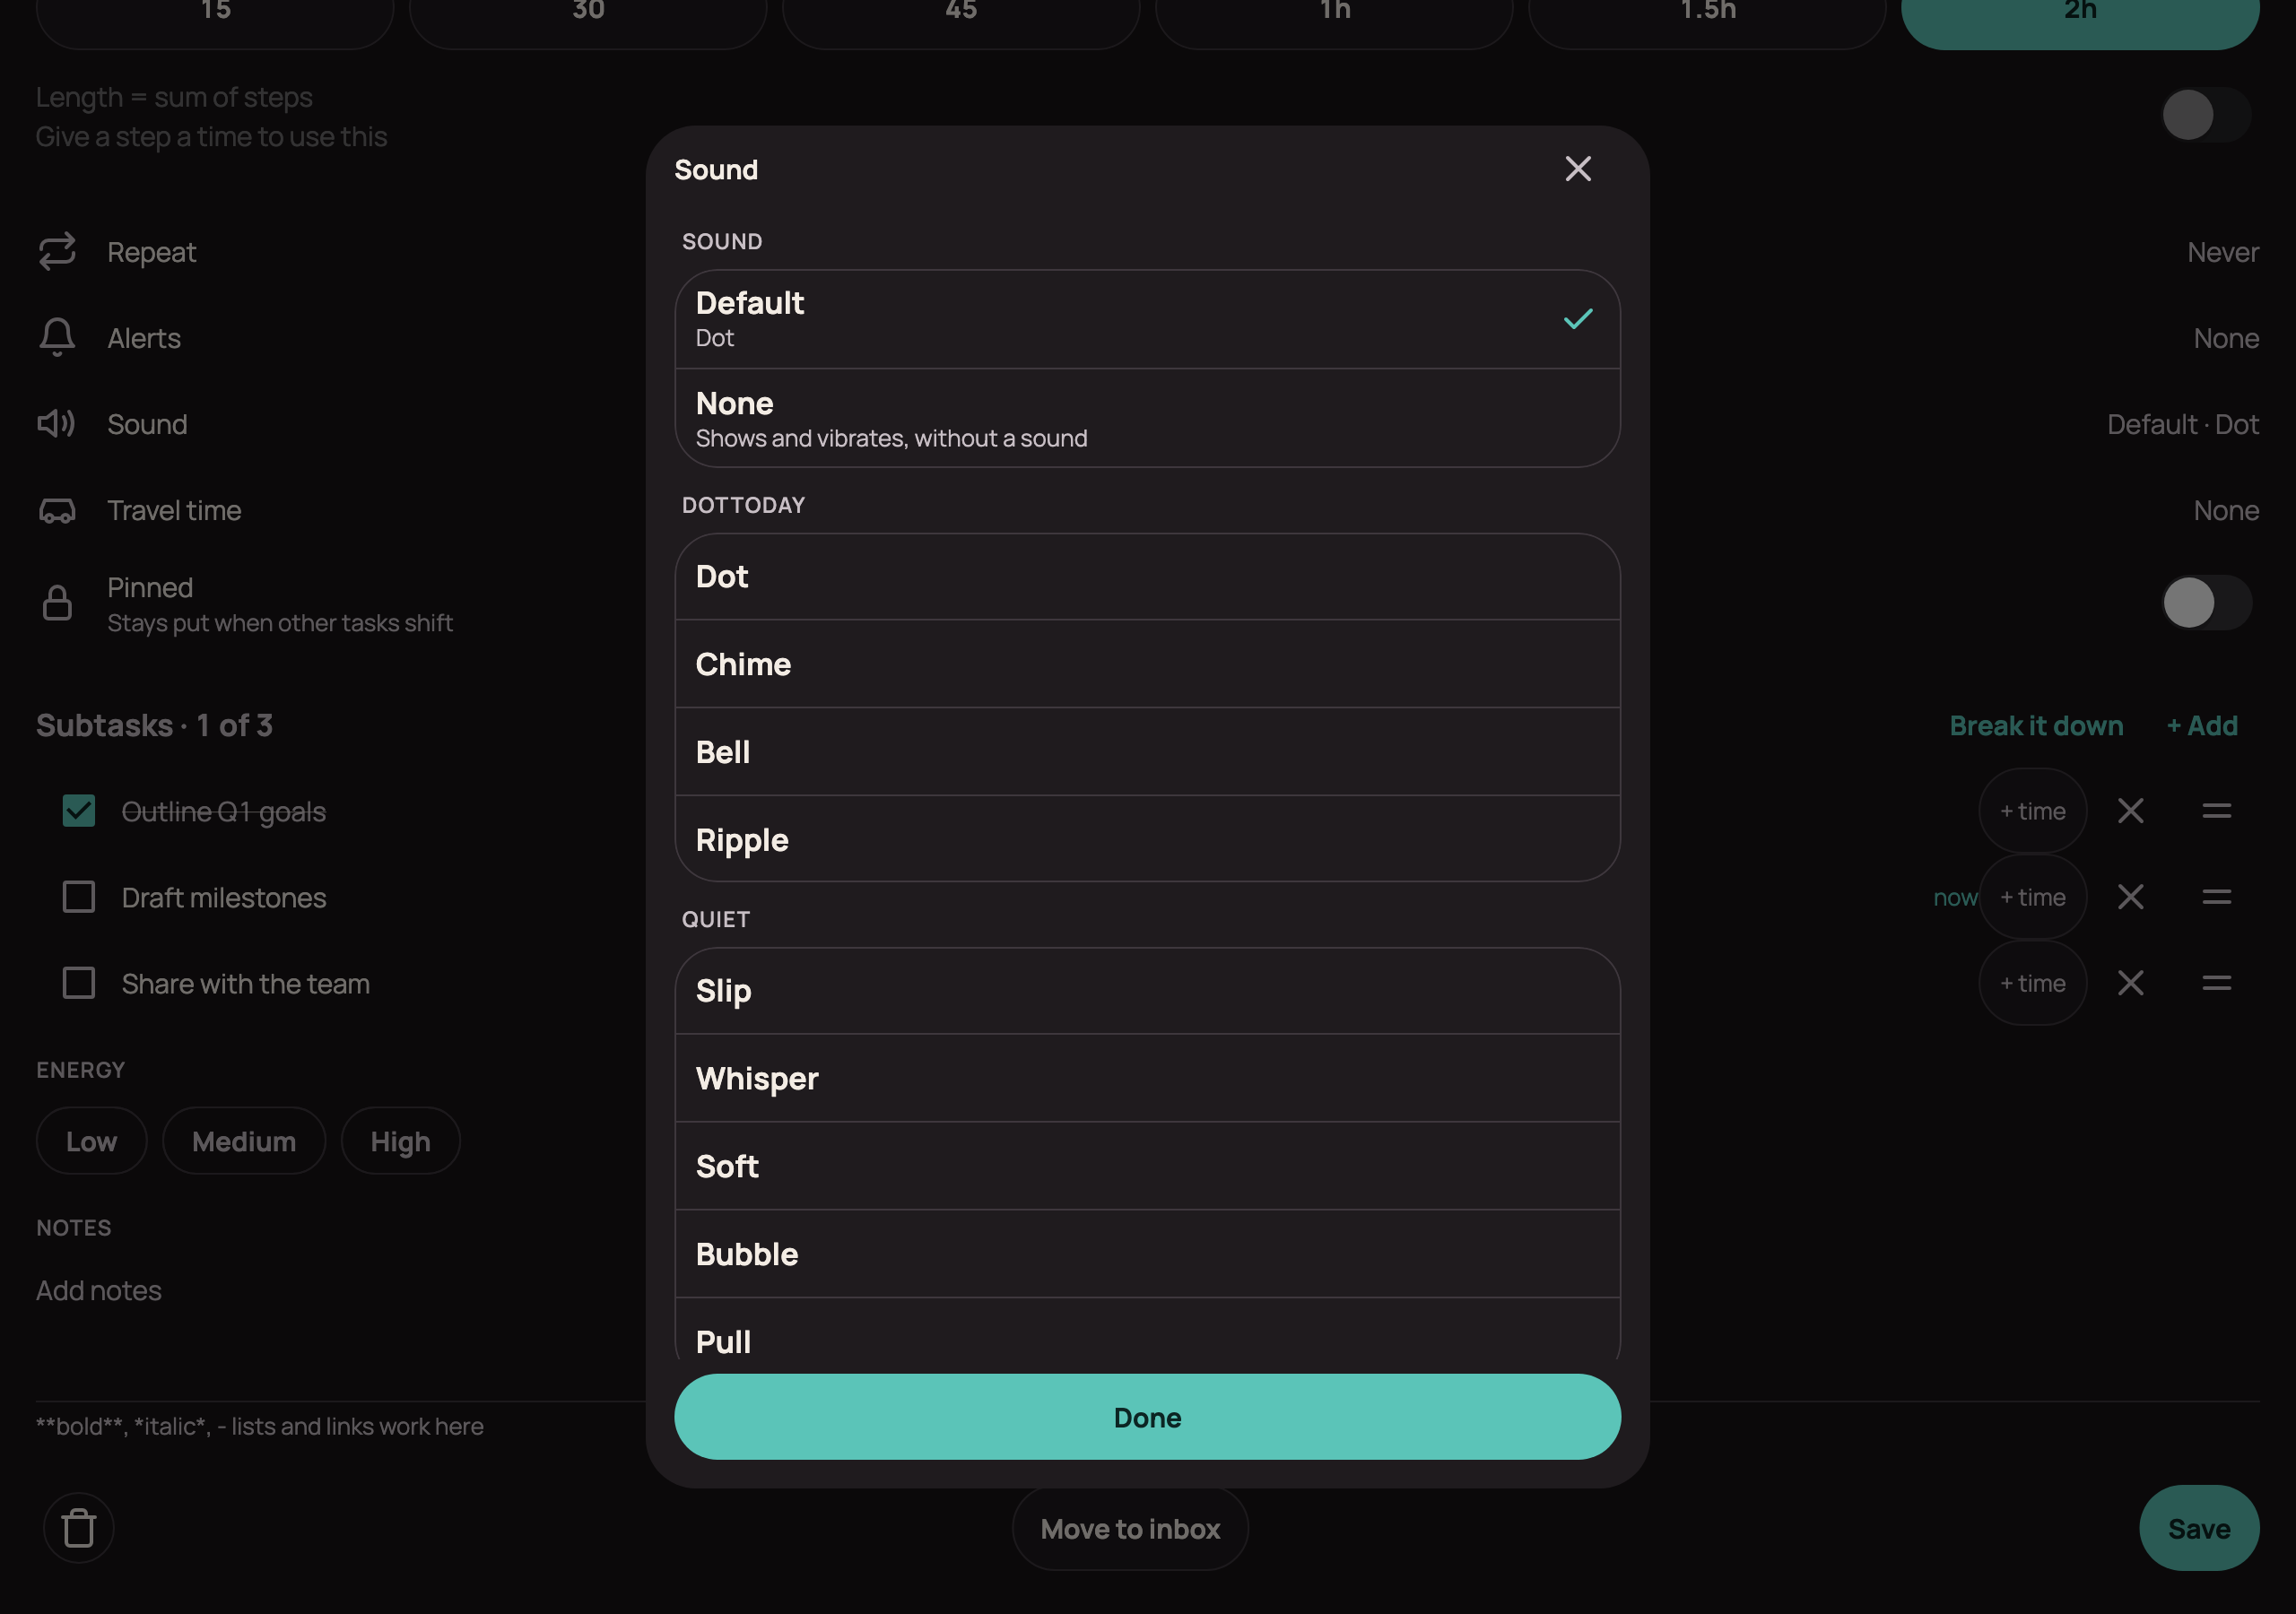 15
30
45
1h
1.5h
2h
Length = sum of steps
Give a step a time to use this
Repeat
Never
Alerts
None
Sound
Default · Dot
Travel time
None
Pinned
Stays put when other tasks shift
Subtasks · 1 of 3
Break it down
+ Add
Outline Q1 goals
+ time
Draft milestones
now
+ time
Share with the team
+ time
ENERGY
Low
Medium
High
NOTES
Add notes
**bold**, *italic*, - lists and links work here
Move to inbox
Save
Sound
SOUND
Default
Dot
None
Shows and vibrates, without a sound
DOTTODAY
Dot
Chime
Bell
Ripple
QUIET
Slip
Whisper
Soft
Bubble
Pull
Done